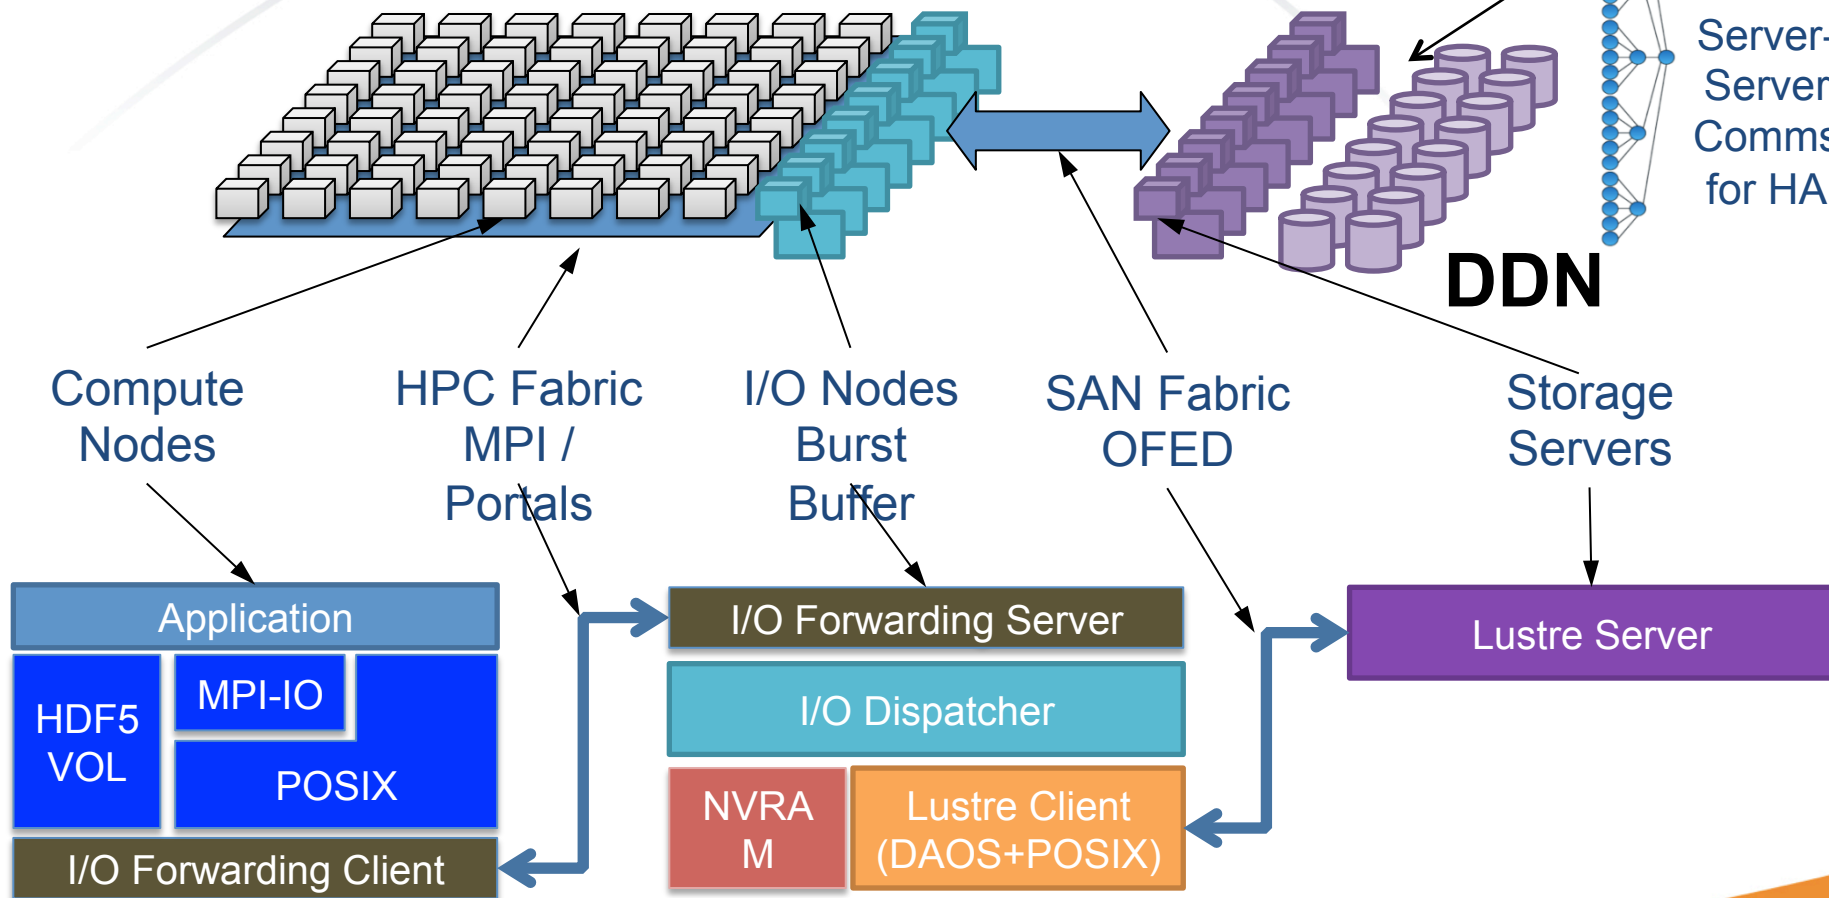 Server-
Server
Comms
for HA
DDN
Compute
Nodes
HPC Fabric
MPI /
Portals
I/O Nodes
Burst
Buffer
SAN Fabric
OFED
Storage
Servers
Application
HDF5
VOL
MPI-IO
POSIX
I/O Forwarding Client
I/O Forwarding Server
I/O Dispatcher
NVRA
M
Lustre Client
(DAOS+POSIX)
Lustre Server